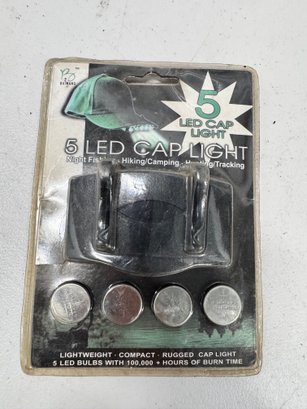 5
LED CAP
LIGHT
5 LED CAP LIGHT
Night Fishing · Hiking/Camping · Hunting/Tracking
LIGHTWEIGHT · COMPACT · RUGGED CAP LIGHT
5 LED BULBS WITH 100,000 + HOURS OF BURN TIME